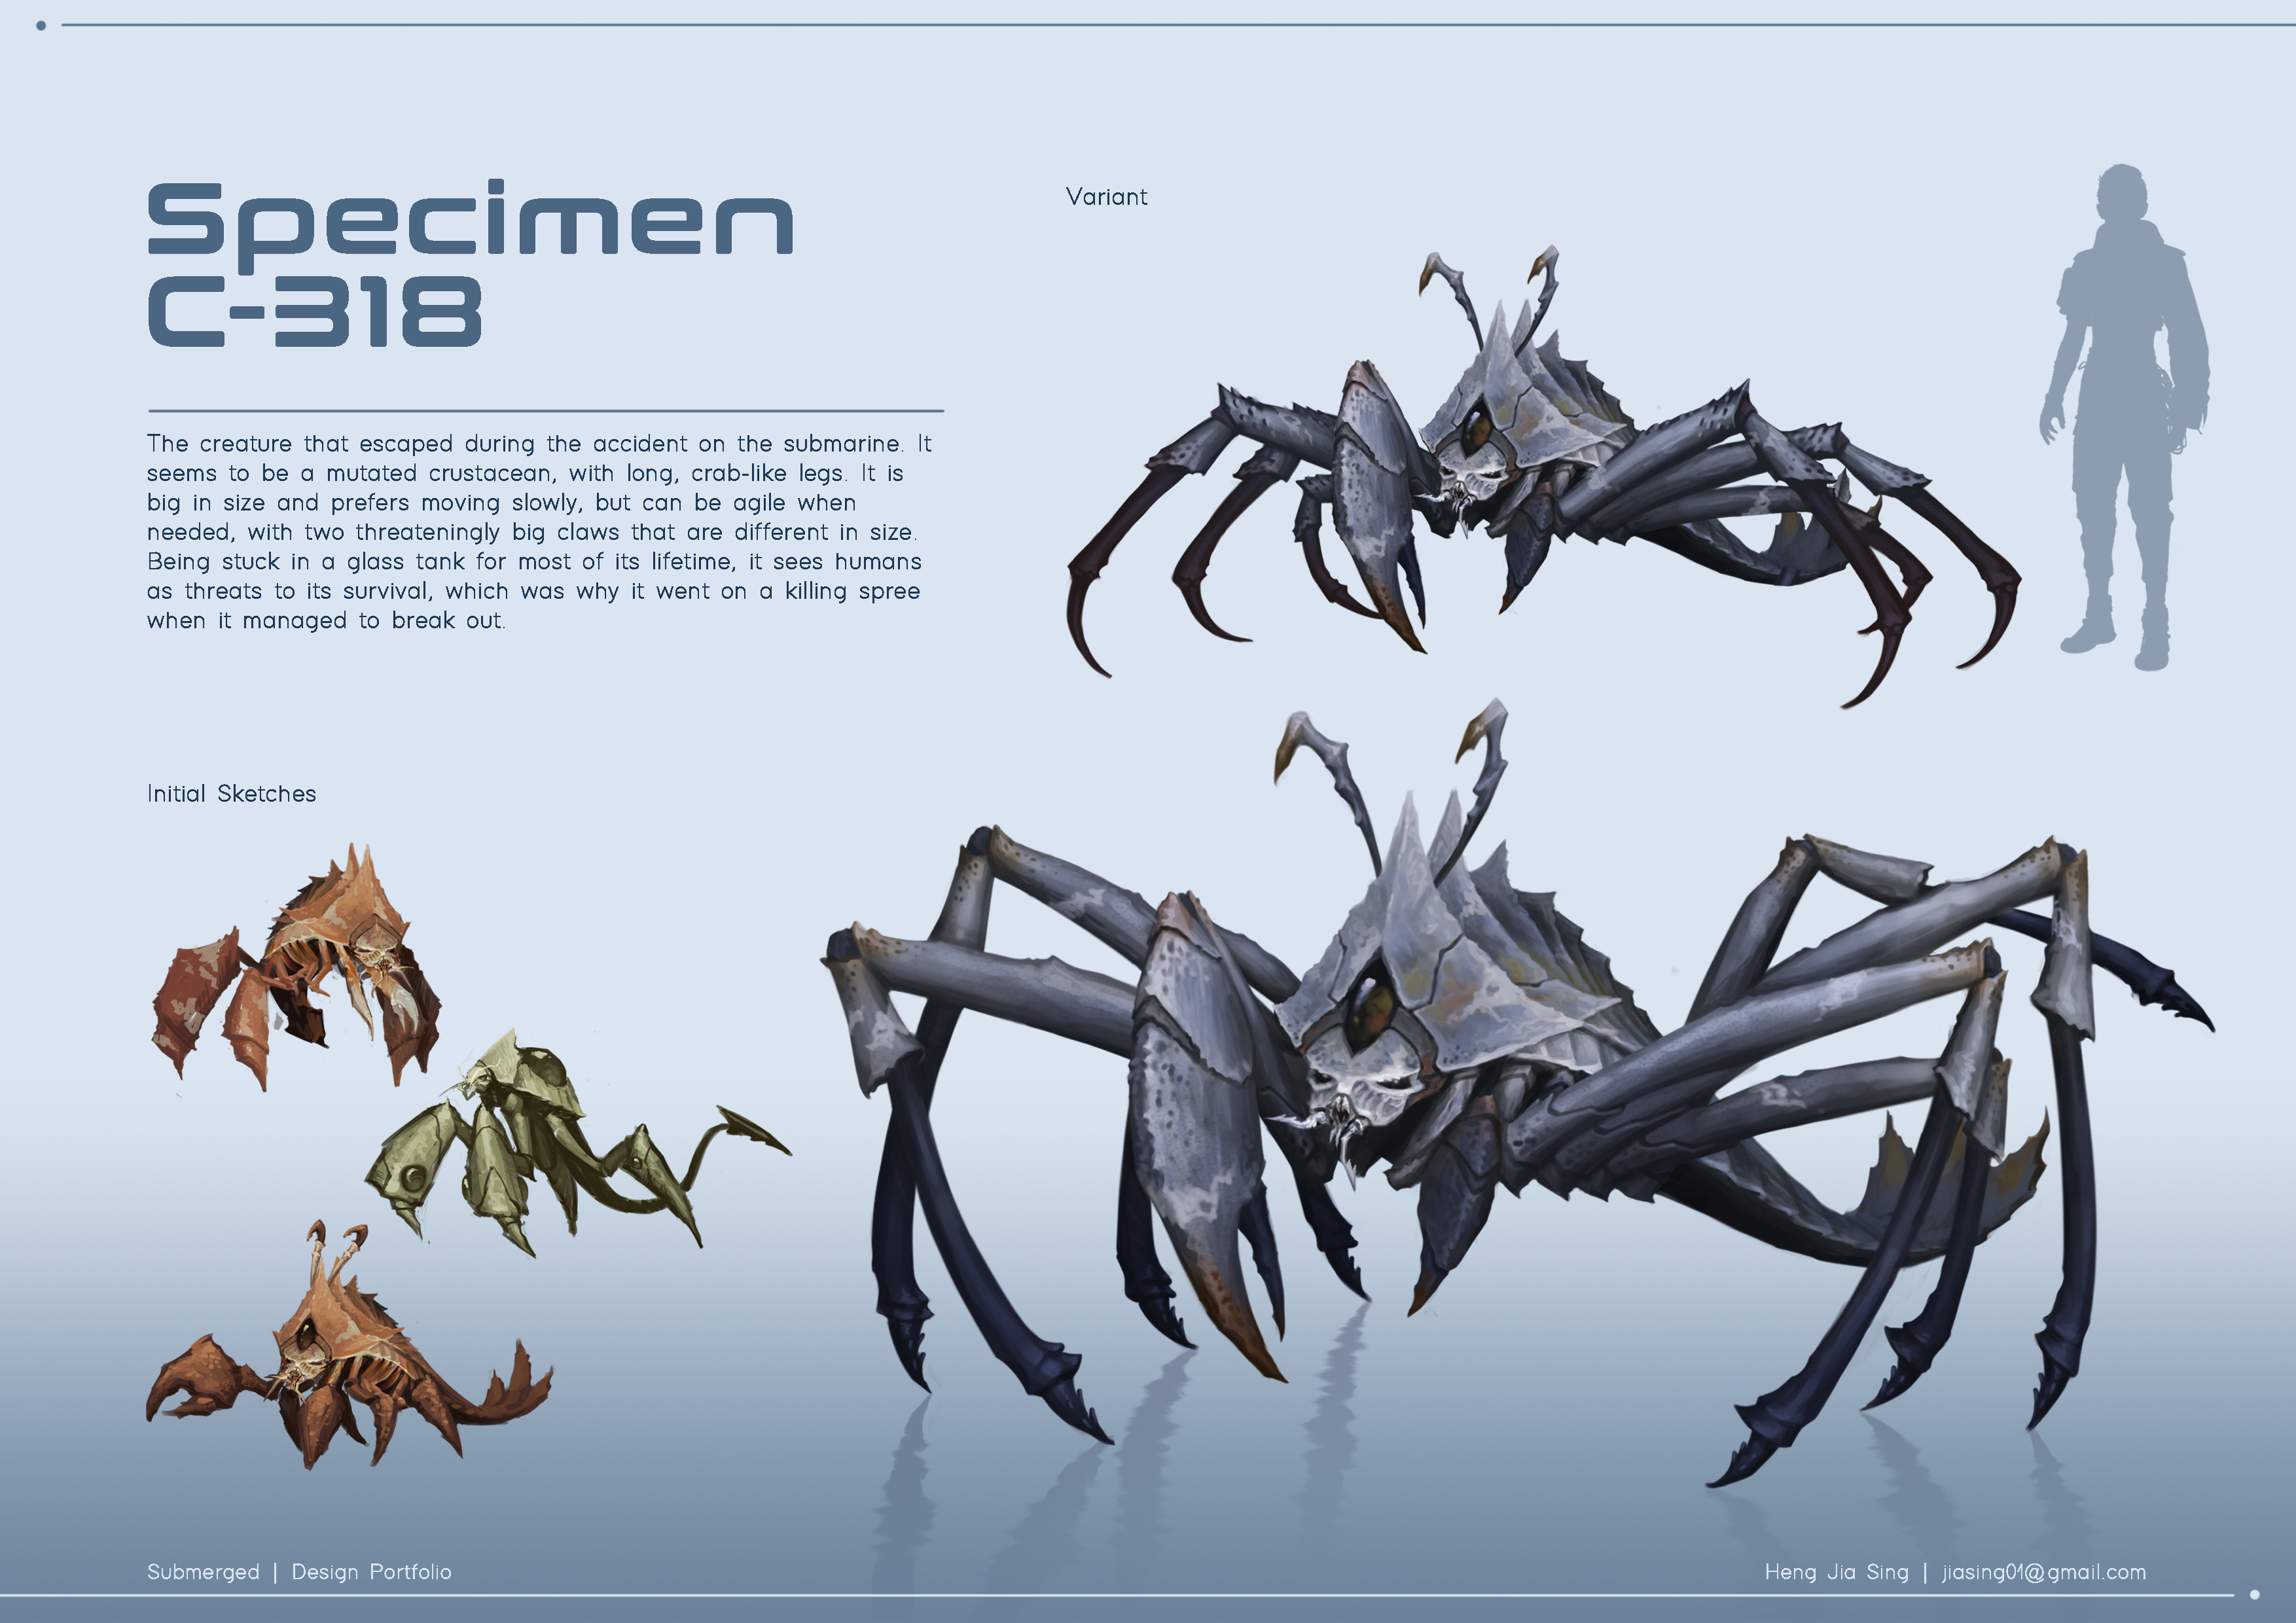 Specimen
C-318
The creature that escaped during the accident on the submarine. It
seems to be a mutated crustacean, with long, crab-like legs. It is
big in size and prefers moving slowly, but can be agile when
needed, with two threateningly big claws that are different in size.
Being stuck in a glass tank for most of its lifetime, it sees humans
as threats to its survival, which was why it went on a killing spree
when it managed to break out.
Variant
Initial Sketches
Submerged | Design Portfolio
Heng Jia Sing | jiasing01@gmail.com